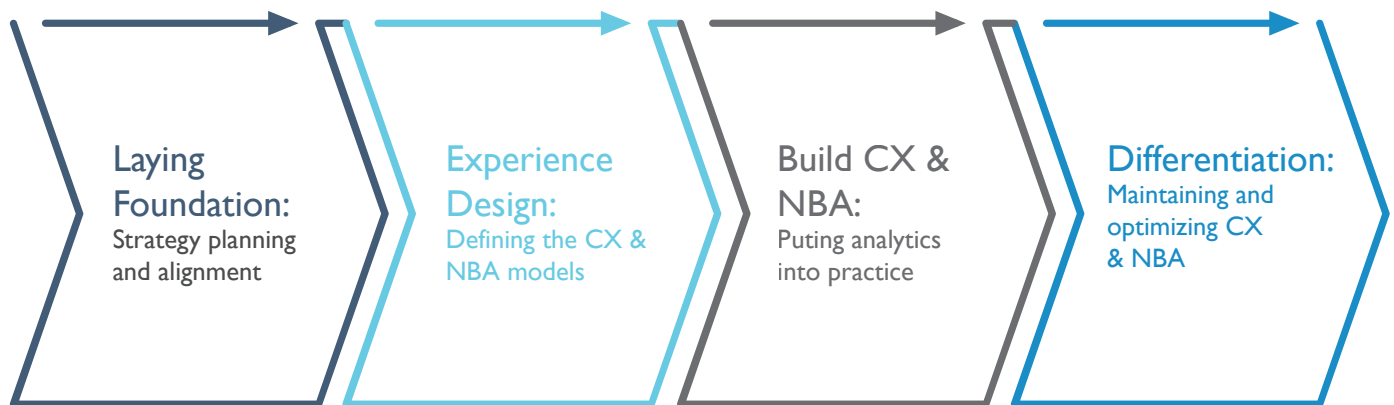 Laying
Foundation:
Strategy planning
and alignment
Experience
Design:
Defining the CX &
NBA models
Build CX &
NBA:
Puting analytics
into practice
Differentiation:
Maintaining and
optimizing CX
& NBA